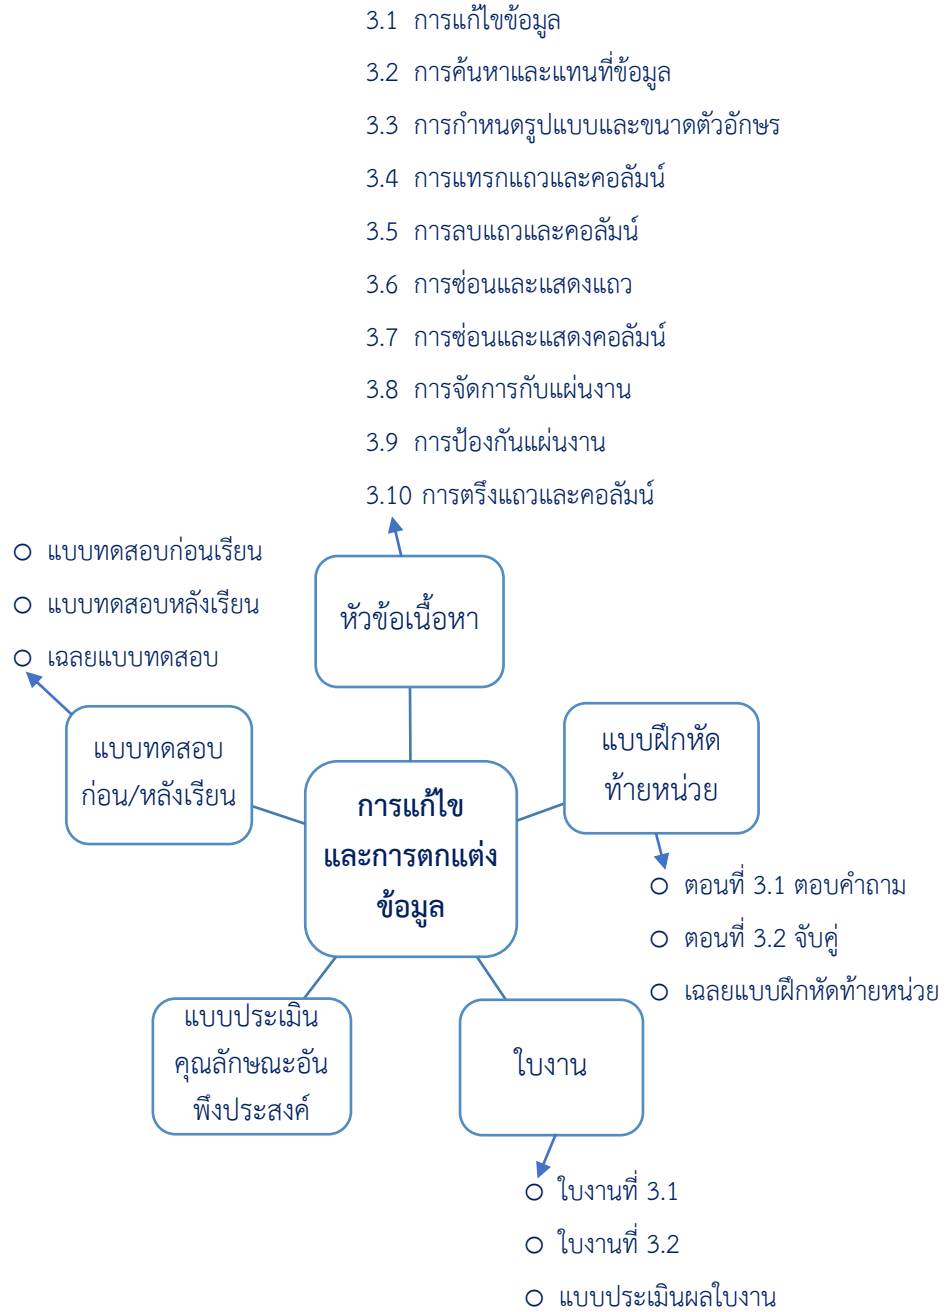 3.1 การแก้ไขข้อมูล
3.2 การค้นหาและแทนที่ข้อมูล
3.3 การกำหนดรูปแบบและขนาดตัวอักษร
3.4 การแทรกแถวและคอลัมน์
3.5 การลบแถวและคอลัมน์
3.6 การซ่อนและแสดงแถว
3.7 การซ่อนและแสดงคอลัมน์
3.8 การจัดการกับแผ่นงาน
3.9 การป้องกันแผ่นงาน
3.10 การตรึงแถวและคอลัมน์
แบบทดสอบก่อนเรียน
แบบทดสอบหลังเรียน
เฉลยแบบทดสอบ
หัวข้อเนื้อหา
แบบทดสอบ
ก่อน/หลังเรียน
แบบฝึกหัด
ท้ายหน่วย
การแก้ไข
และการตกแต่ง
ข้อมูล
ตอนที่ 3.1 ตอบคำถาม
ตอนที่ 3.2 จับคู่
เฉลยแบบฝึกหัดท้ายหน่วย
แบบประเมิน
คุณลักษณะอัน
พึงประสงค์
ใบงาน
ใบงานที่ 3.1
ใบงานที่ 3.2
แบบประเมินผลใบงาน